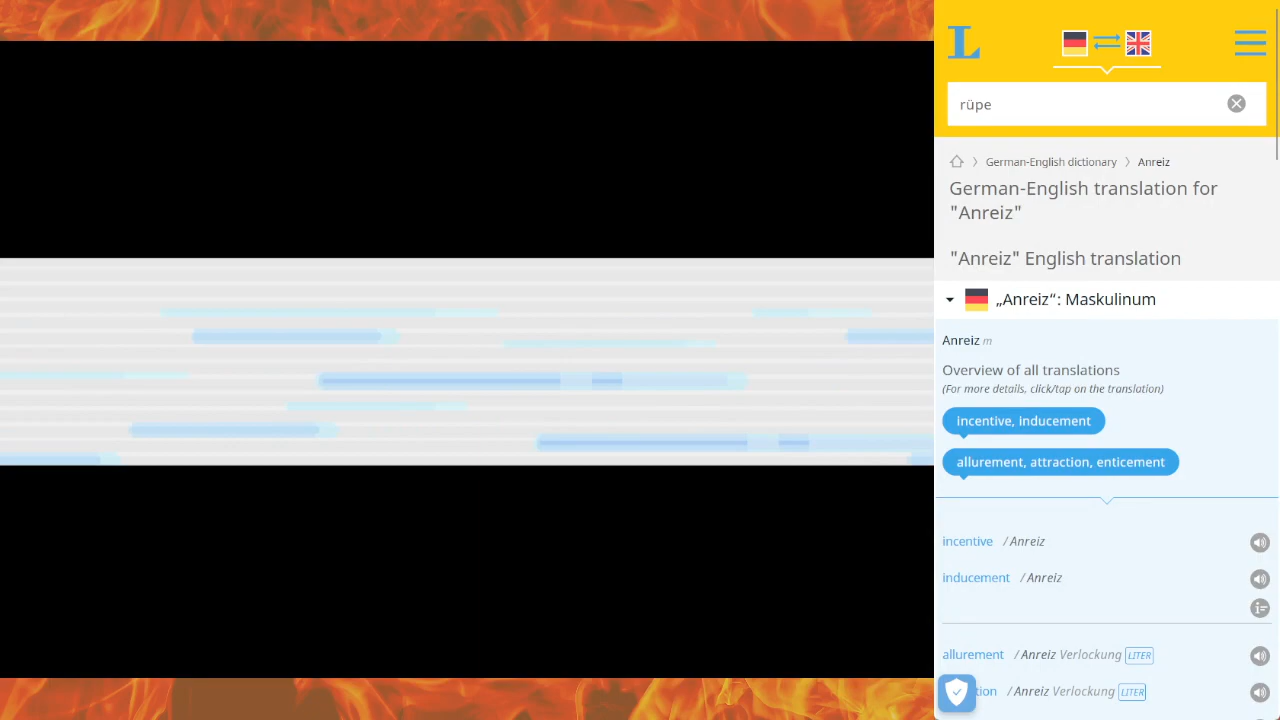 L
rüpe
German-English dictionary
Anreiz
German-English translation for
"Anreiz"
"Anreiz" English translation
„Anreiz“: Maskulinum
Anreiz m
Overview of all translations
(For more details, click/tap on the translation)
incentive, inducement
allurement, attraction, enticement
incentive / Anreiz
inducement / Anreiz
allurement / Anreiz Verlockung LITER
/ Anreiz Verlockung LITER